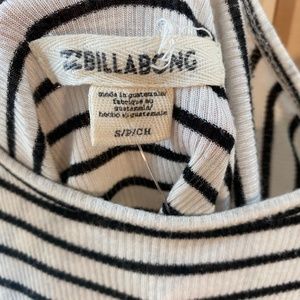 BILLABONG
made in guatemala/
fabriqué au
guatemala/
hecho in guatemala
S/P/CH